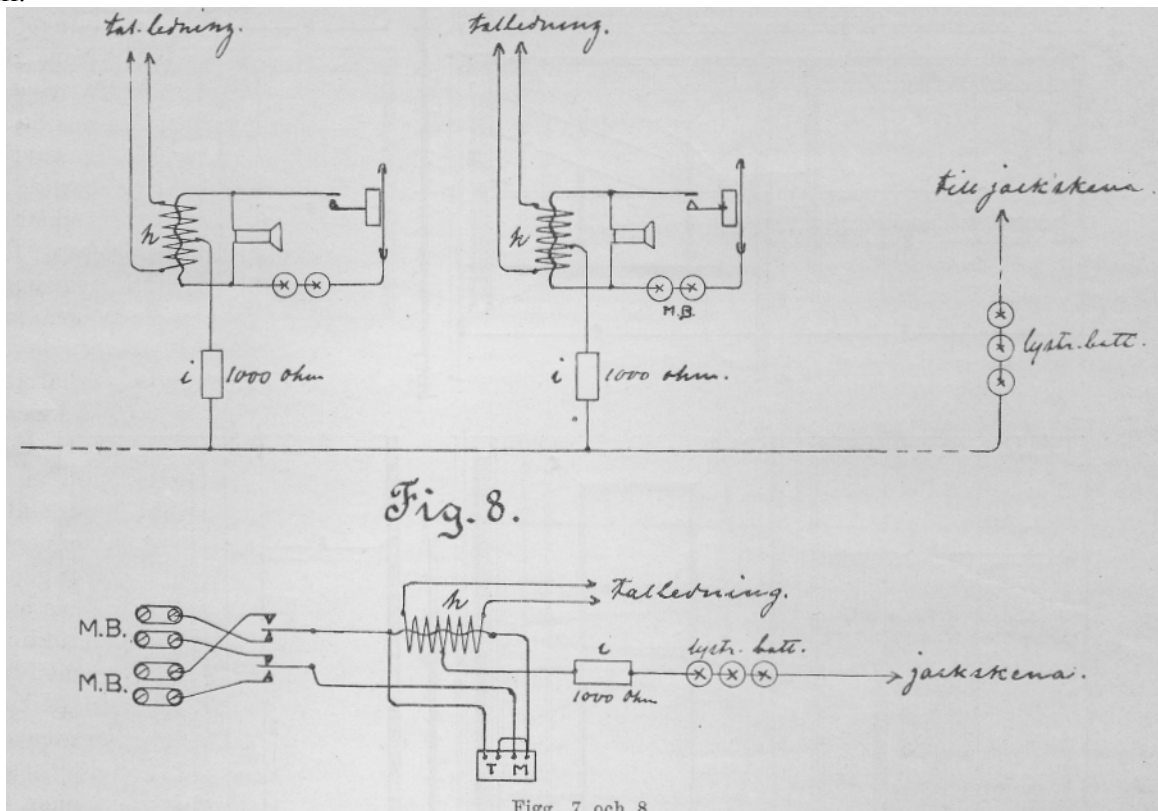 tal.ledning.
talledning.
till jackskena.
h
h
M.B.
lystr.batt.
i 1000 ohm.
i 1000 ohm.
Fig. 8.
h
talledning.
M.B.
M.B.
i
1000 ohm
lystr. batt.
jackskena.
T M
Figg. 7 och 8.